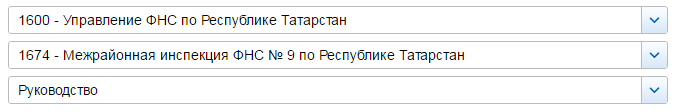 1600 - Управление ФНС по Республике Татарстан
1674 - Межрайонная инспекция ФНС № 9 по Республике Татарстан
Руководство